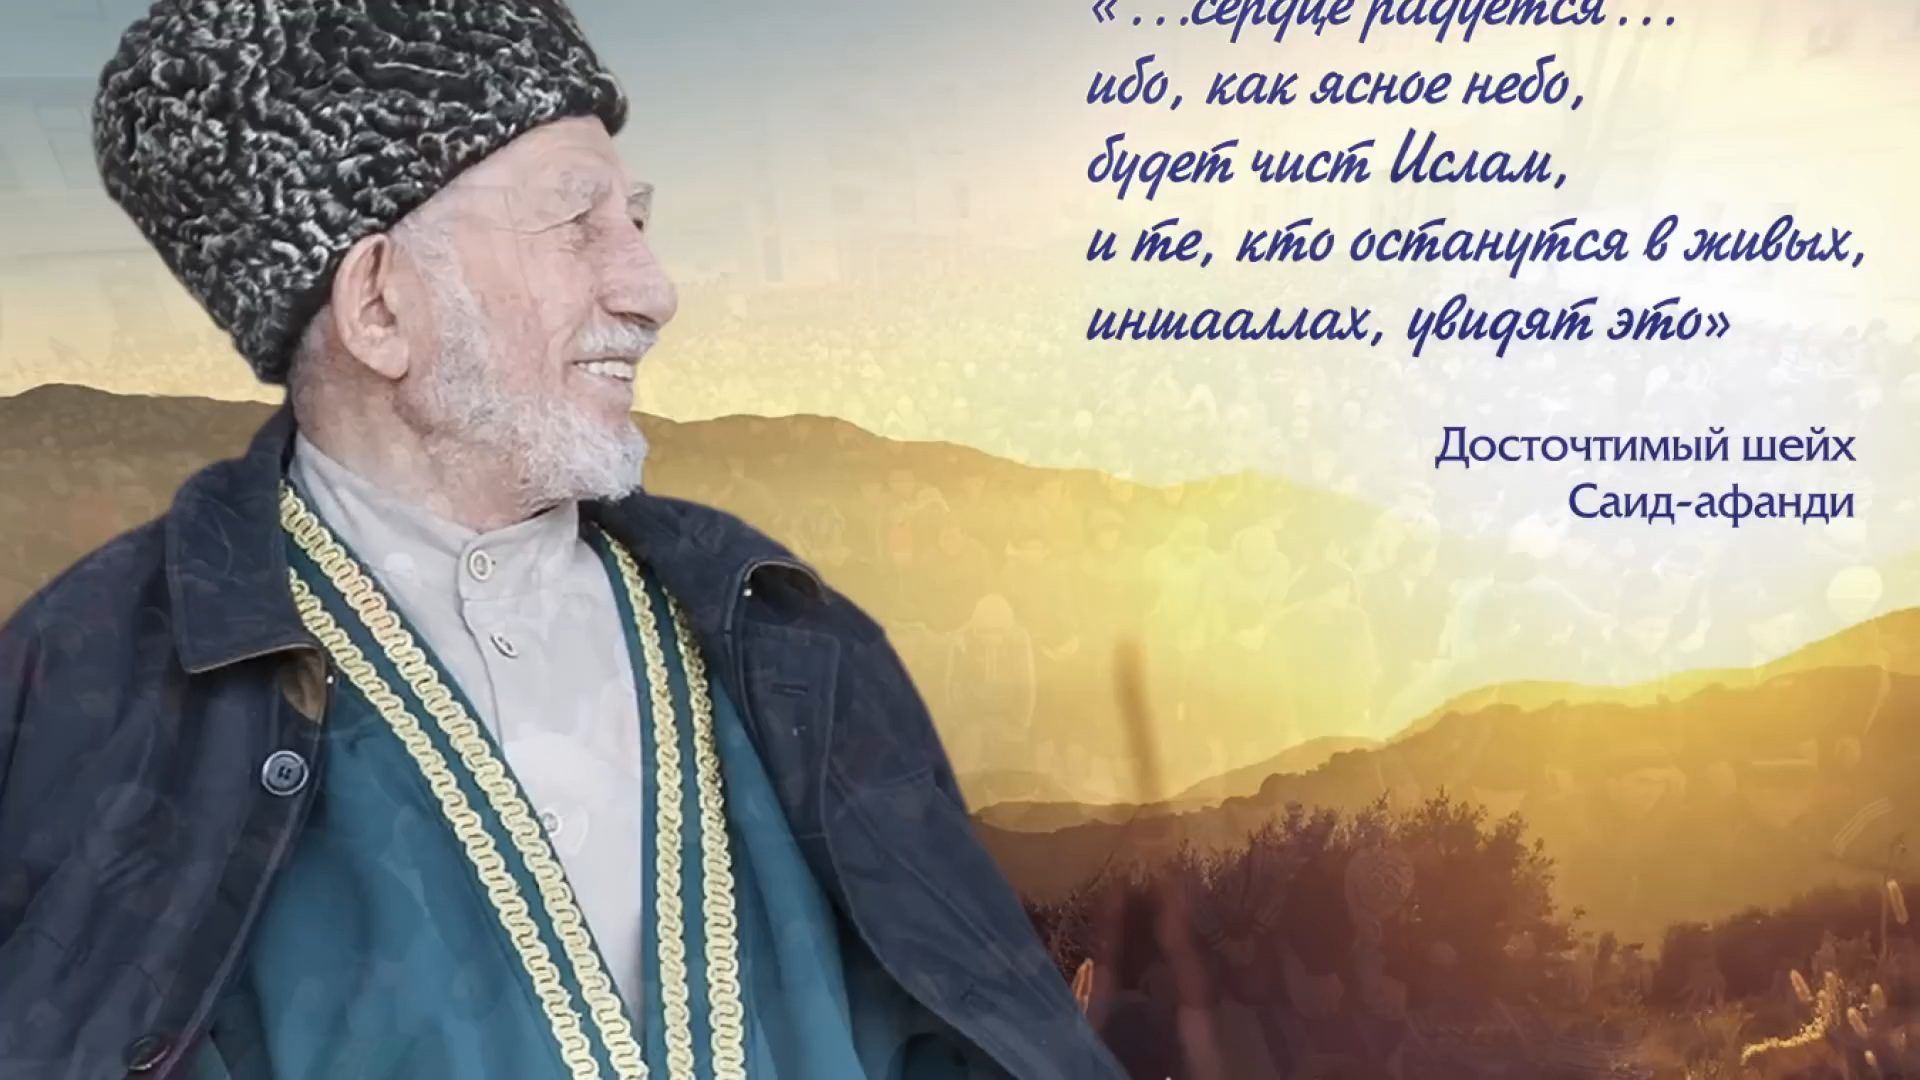 «...сердце радуется...
ибо, как ясное небо,
будет чист Ислам,
и те, кто останутся в живых,
иншааллах, увидят это»
Досточтимый шейх
Саид-афанди